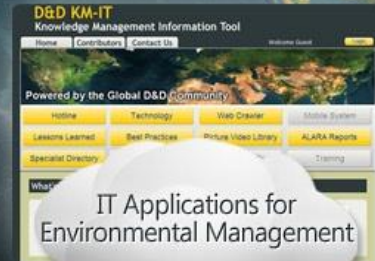 D&D KM-IT
Knowledge Management Information Tool
Home Contributors Contact Us Welcome Guest Login
Powered by the Global D&D Community
Hotline Technology Web Crawler Mobile System
Lessons Learned Best Practices Picture Video Library ALARA Reports
Specialist Directory Training
What's
IT Applications for
Environmental Management